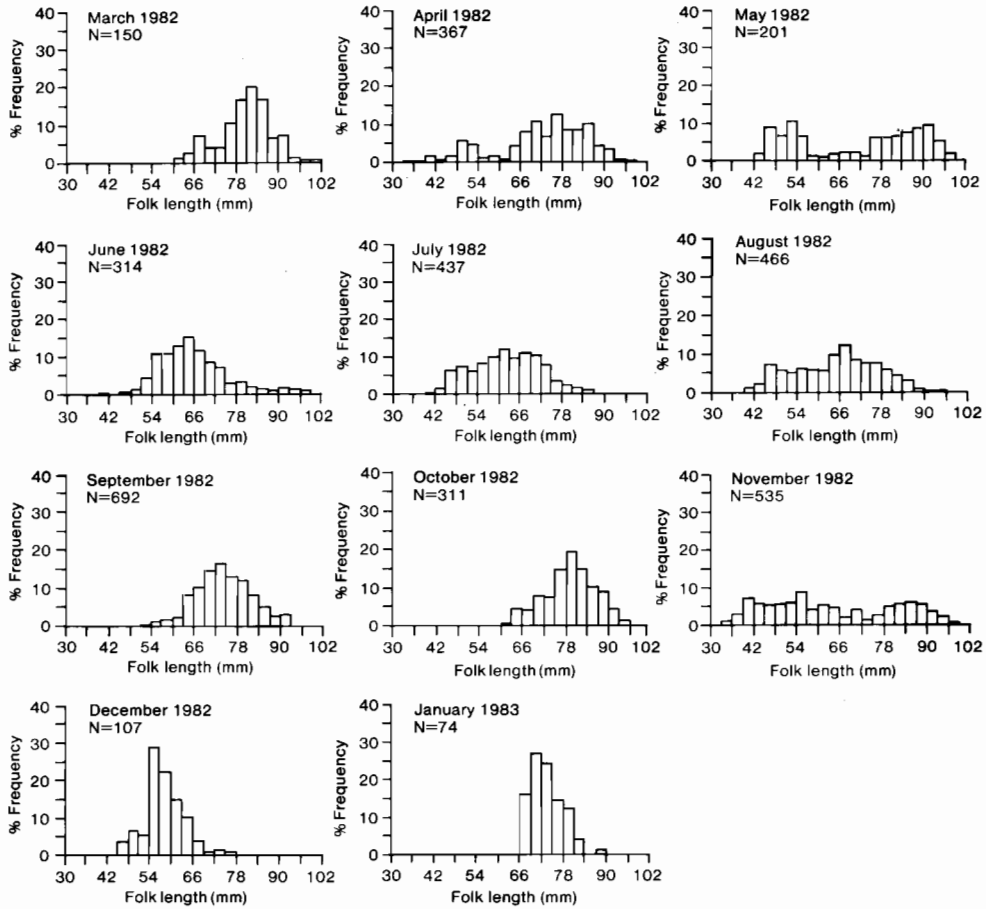 March 1982
N=150
40
30
20
10
0
% Frequency
30 42 54 66 78 90 102
Folk length (mm)
April 1982
N=367
40
30
20
10
0
% Frequency
30 42 54 66 78 90 102
Folk length (mm)
May 1982
N=201
40
30
20
10
0
% Frequency
30 42 54 66 78 90 102
Folk length (mm)
June 1982
N=314
40
30
20
10
0
% Frequency
30 42 54 66 78 90 102
Folk length (mm)
July 1982
N=437
40
30
20
10
0
% Frequency
30 42 54 66 78 90 102
Folk length (mm)
August 1982
N=466
40
30
20
10
0
% Frequency
30 42 54 66 78 90 102
Folk length (mm)
September 1982
N=692
40
30
20
10
0
% Frequency
30 42 54 66 78 90 102
Folk length (mm)
October 1982
N=311
40
30
20
10
0
% Frequency
30 42 54 66 78 90 102
Folk length (mm)
November 1982
N=535
40
30
20
10
0
% Frequency
30 42 54 66 78 90 102
Folk length (mm)
December 1982
N=107
40
30
20
10
0
% Frequency
30 42 54 66 78 90 102
Folk length (mm)
January 1983
N=74
40
30
20
10
0
% Frequency
30 42 54 66 78 90 102
Folk length (mm)